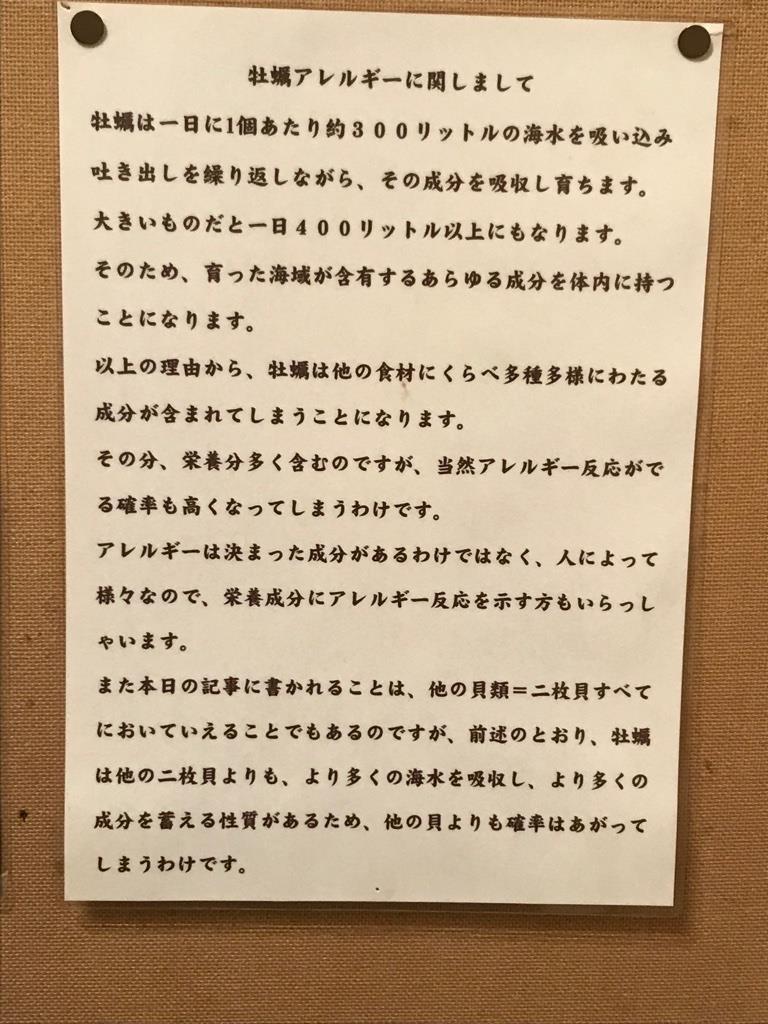 牡蠣アレルギーに関しまして
牡蠣は一日に1個あたり約３００リットルの海水を吸い込み
吐き出しを繰り返しながら、その成分を吸収し育ちます。
大きいものだと一日４００リットル以上にもなります。
そのため、育った海域が含有するあらゆる成分を体内に持つ
ことになります。
以上の理由から、牡蠣は他の食材にくらべ多種多様にわたる
成分が含まれてしまうことになります。
その分、栄養分多く含むのですが、当然アレルギー反応がで
る確率も高くなってしまうわけです。
アレルギーは決まった成分があるわけではなく、人によって
様々なので、栄養成分にアレルギー反応を示す方もいらっし
ゃいます。
また本日の記事に書かれることは、他の貝類＝二枚貝すべて
においていえることでもあるのですが、前述のとおり、牡蠣
は他の二枚貝よりも、より多くの海水を吸収し、より多くの
成分を蓄える性質があるため、他の貝よりも確率はあがって
しまうわけです。